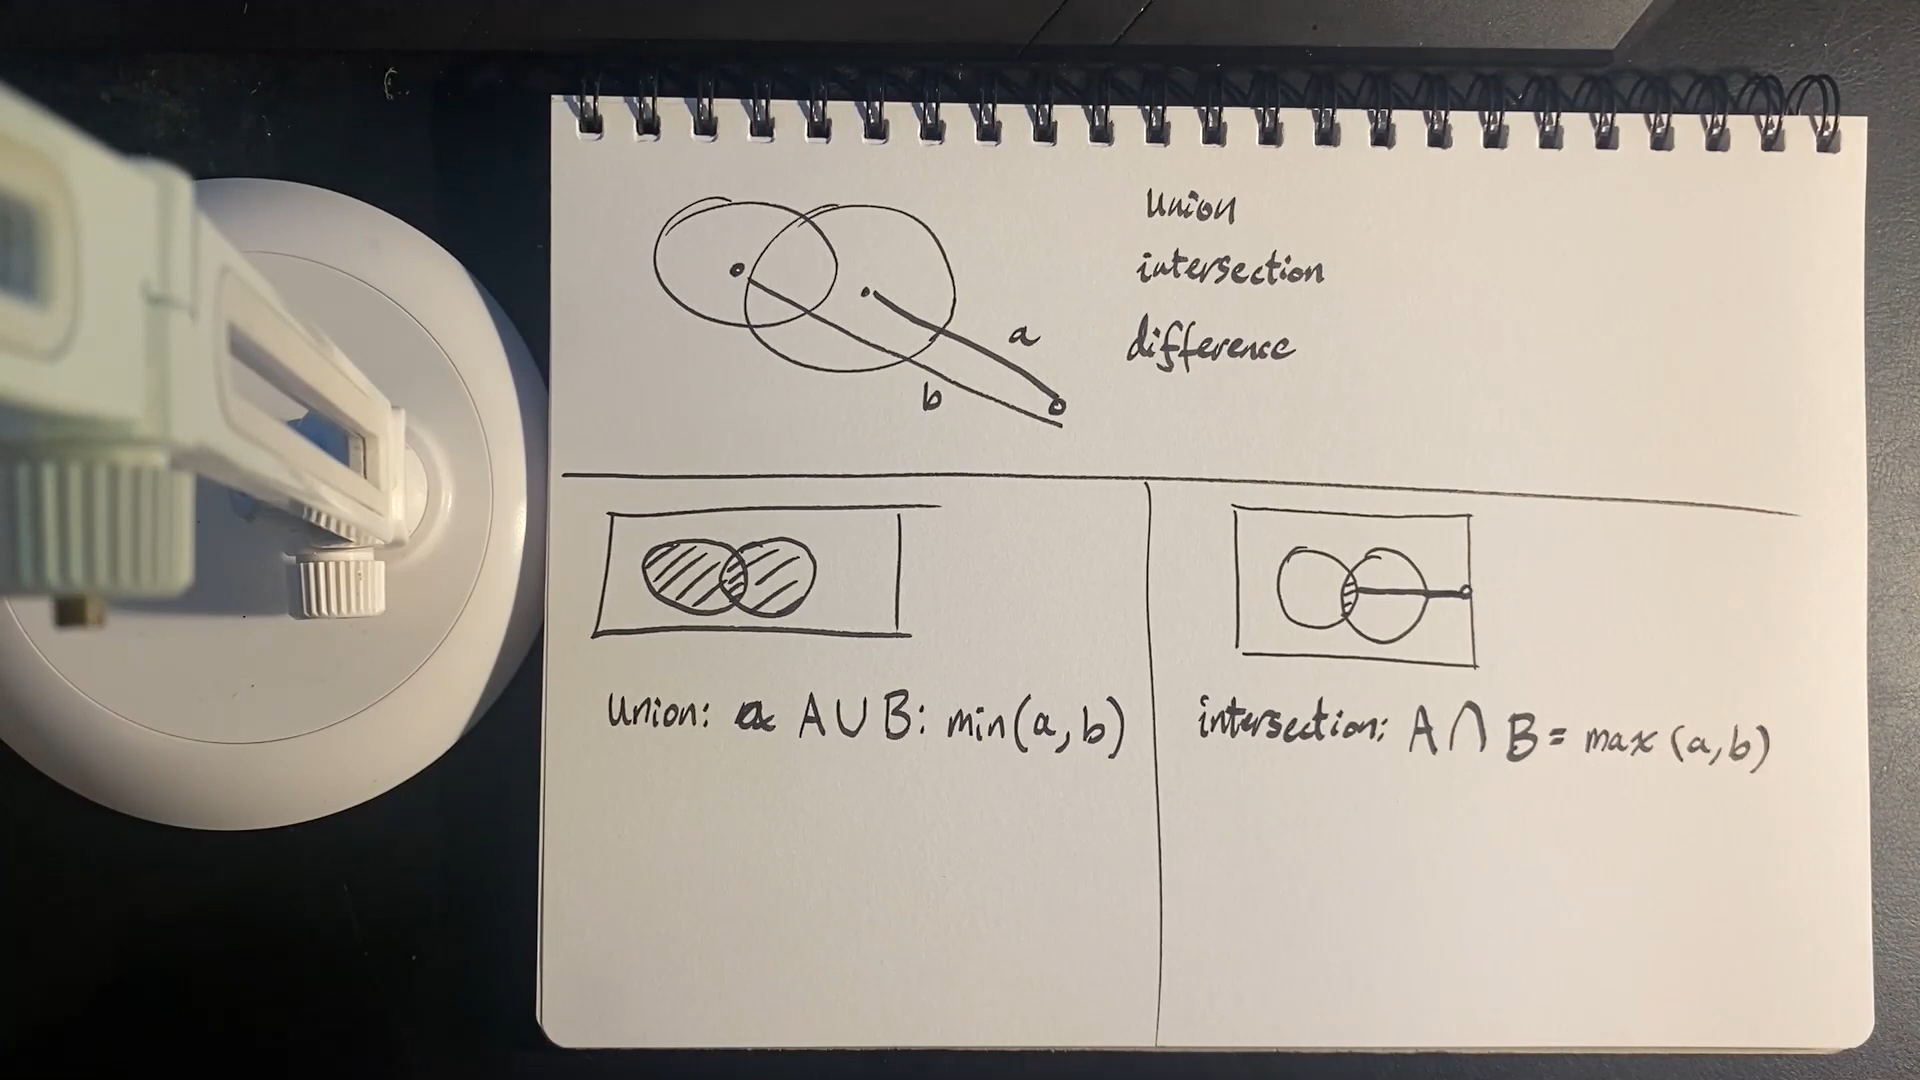 Union
intersection
difference
a
b
Union: A ∪ B: min(a, b)
intersection: A ∩ B = max (a, b)